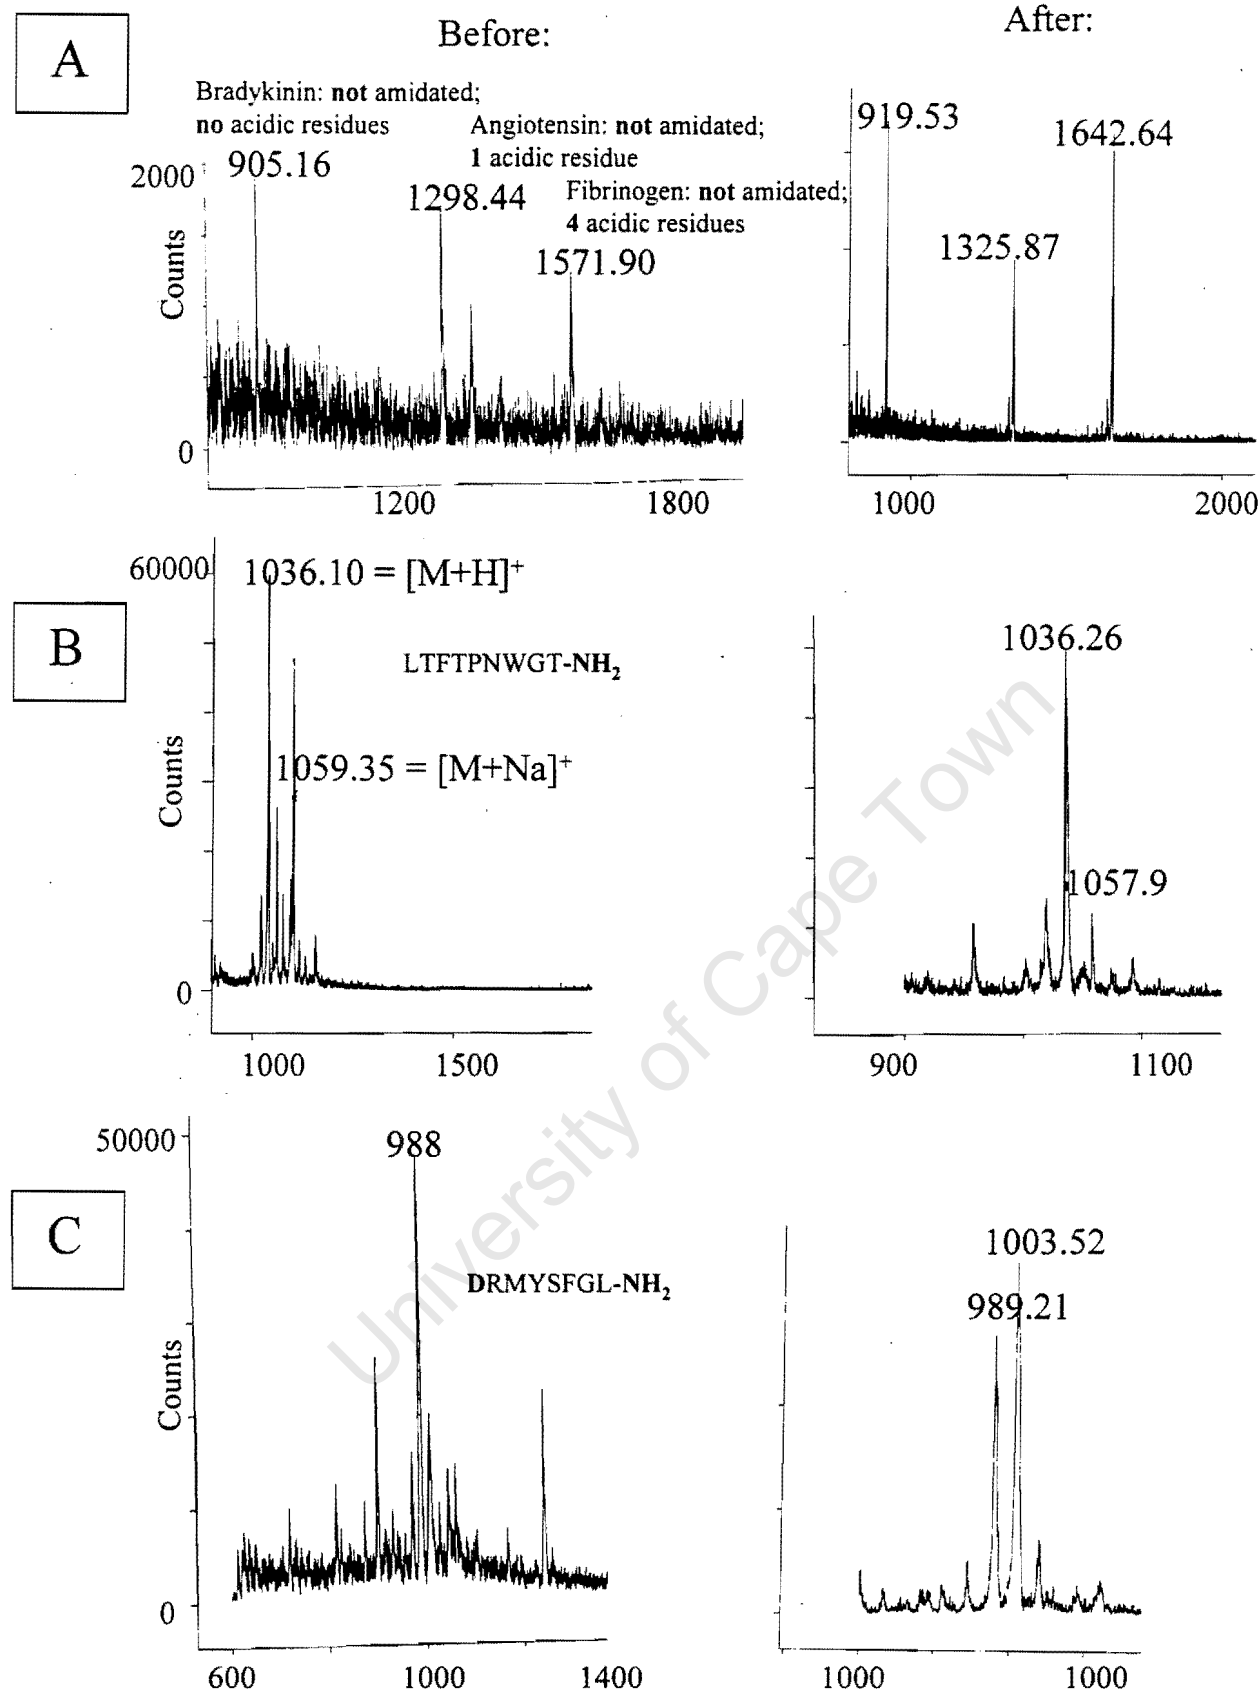 A
Before:
After:
Bradykinin: not amidated;
no acidic residues
Angiotensin: not amidated;
1 acidic residue
Fibrinogen: not amidated;
4 acidic residues
905.16
1298.44
1571.90
2000
Counts
0
1200
1800
919.53
1642.64
1325.87
1000
2000
B
60000
1036.10 = [M+H]+
LTFTPNWGT-NH2
1059.35 = [M+Na]+
Counts
0
1000
1500
1036.26
1057.9
900
1100
C
50000
988
DRMYSFGL-NH2
Counts
0
600
1000
1400
1003.52
989.21
1000
1000
University of Cape Town